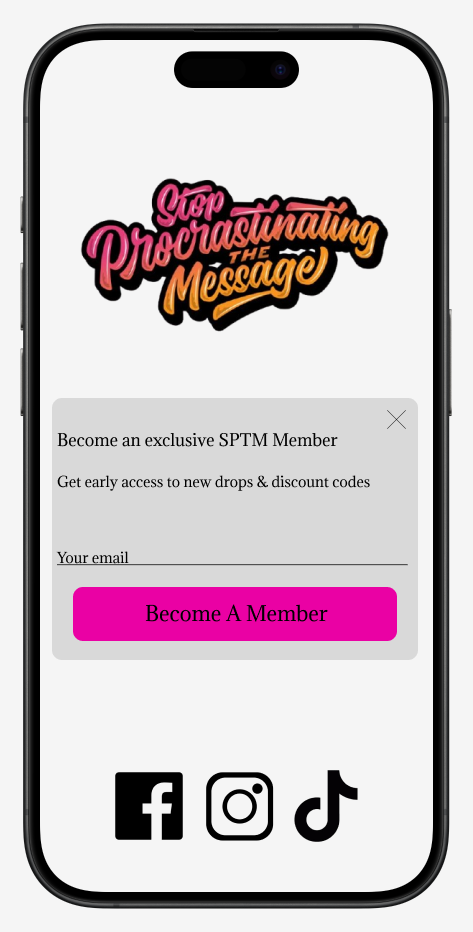 Stop
Procrastinating
THE
Message
Become an exclusive SPTM Member
Get early access to new drops & discount codes
Your email
Become A Member